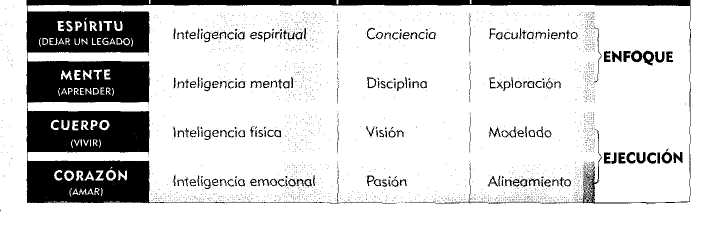 ESPÍRITU
(DEJAR UN LEGADO)
Inteligencia espiritual
Conciencia
Facultamiento
ENFOQUE
MENTE
(APRENDER)
Inteligencia mental
Disciplina
Exploración
CUERPO
(VIVIR)
Inteligencia física
Visión
Modelado
EJECUCIÓN
CORAZÓN
(AMAR)
Inteligencia emocional
Pasión
Alineamiento